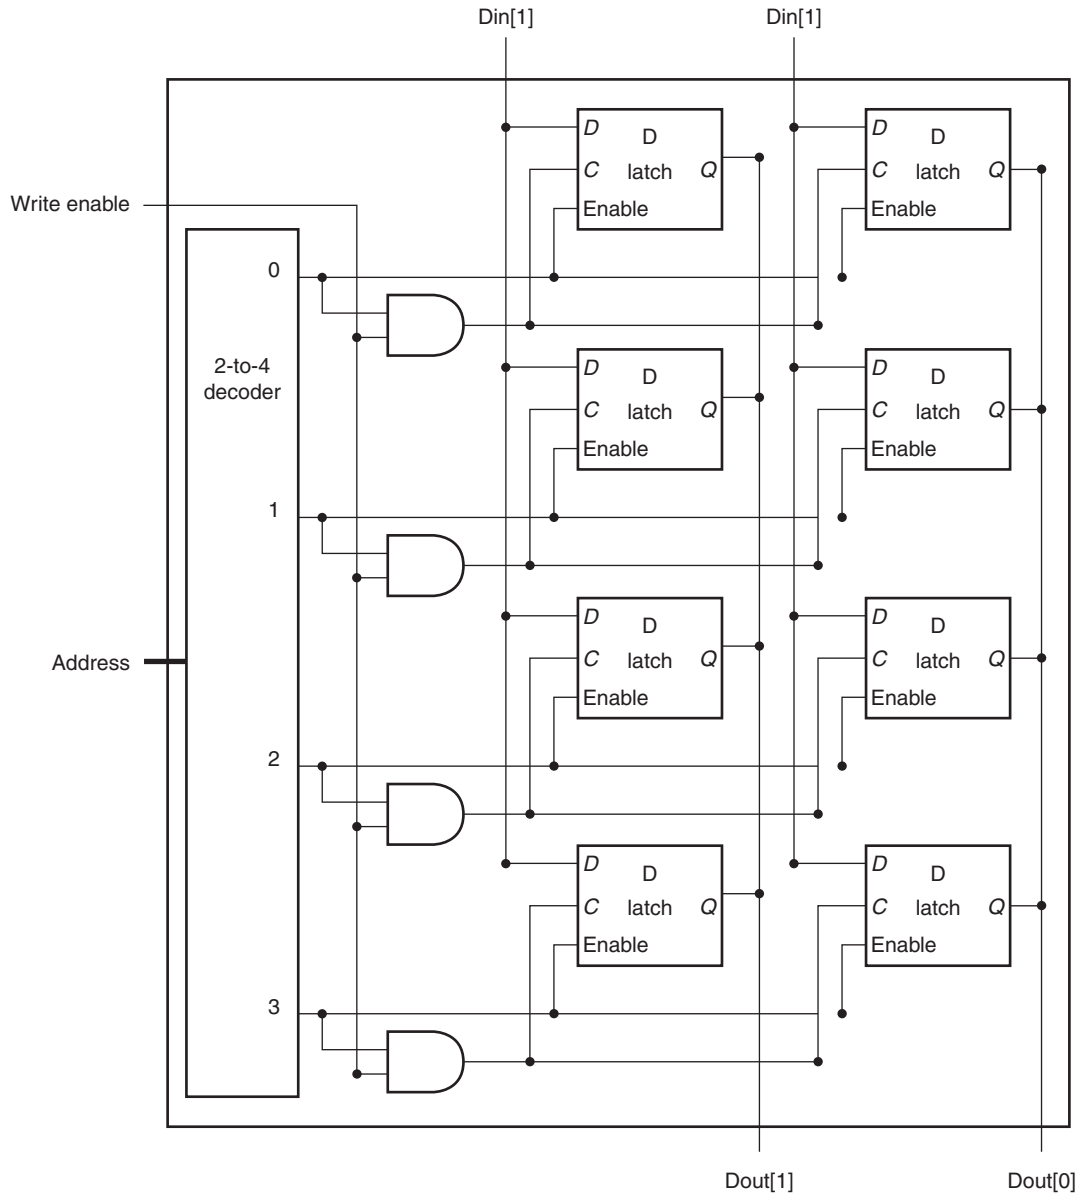 Din[1]
Din[1]
D
D
latch
C
Q
Enable
D
D
latch
C
Q
Enable
Write enable
0
2-to-4
decoder
D
D
latch
C
Q
Enable
D
D
latch
C
Q
Enable
1
Address
D
D
latch
C
Q
Enable
D
D
latch
C
Q
Enable
2
D
D
latch
C
Q
Enable
D
D
latch
C
Q
Enable
3
Dout[1]
Dout[0]